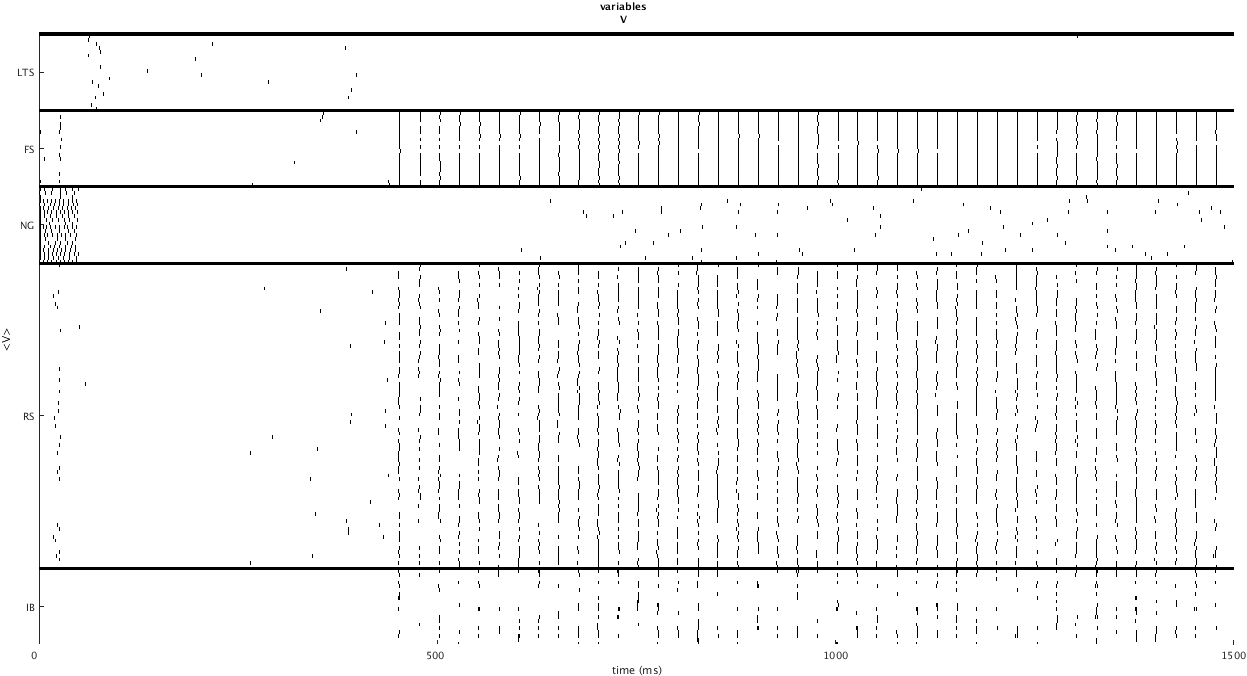 variables
V
LTS
FS
NG
<V>
RS
IB
0 500 1000 1500
time (ms)